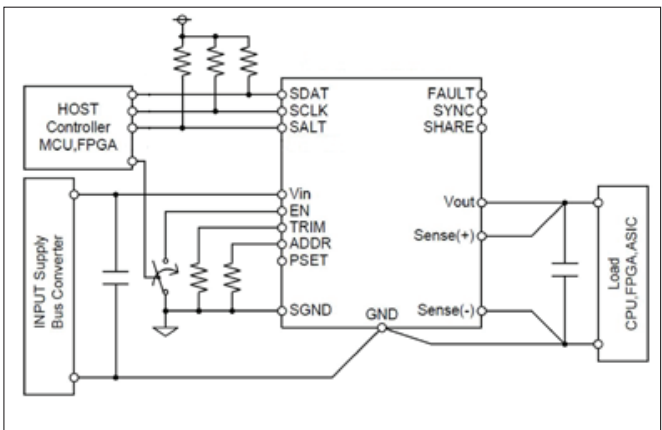 HOST
Controller
MCU,FPGA
SDAT
SCLK
SALT
FAULT
SYNC
SHARE
INPUT Supply
Bus Converter
Vin
EN
TRIM
ADDR
PSET
SGND
GND
Vout
Sense(+)
Sense(-)
Load
CPU,FPGA,ASIC